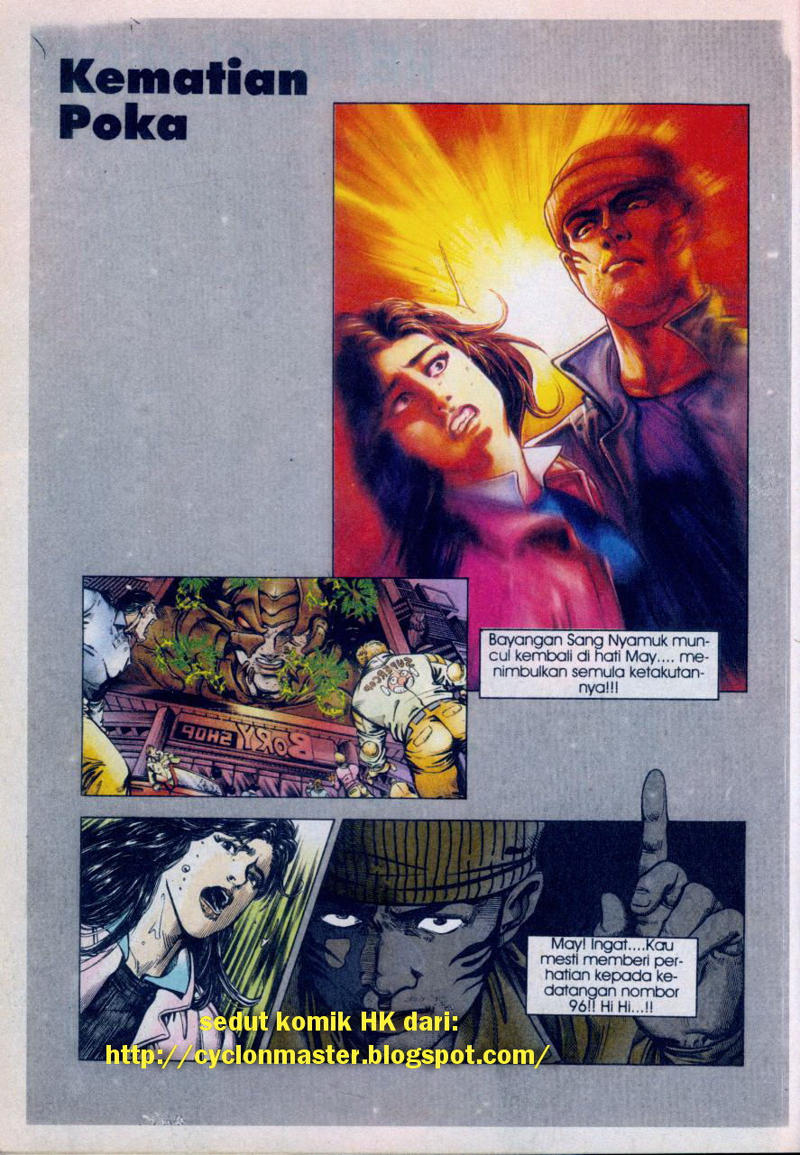 Kematian
Poka
Bayangan Sang Nyamuk mun-
cul kembali di hati May.... me-
nimbulkan semula ketakutan-
nya!!!
SUPERCUP
BORY SHOP
May! Ingat....Kau
mesti memberi per-
hatian kepada ke-
datangan nombor
96!! Hi Hi...!!
sedut komik HK dari:
http://cyclonmaster.blogspot.com/